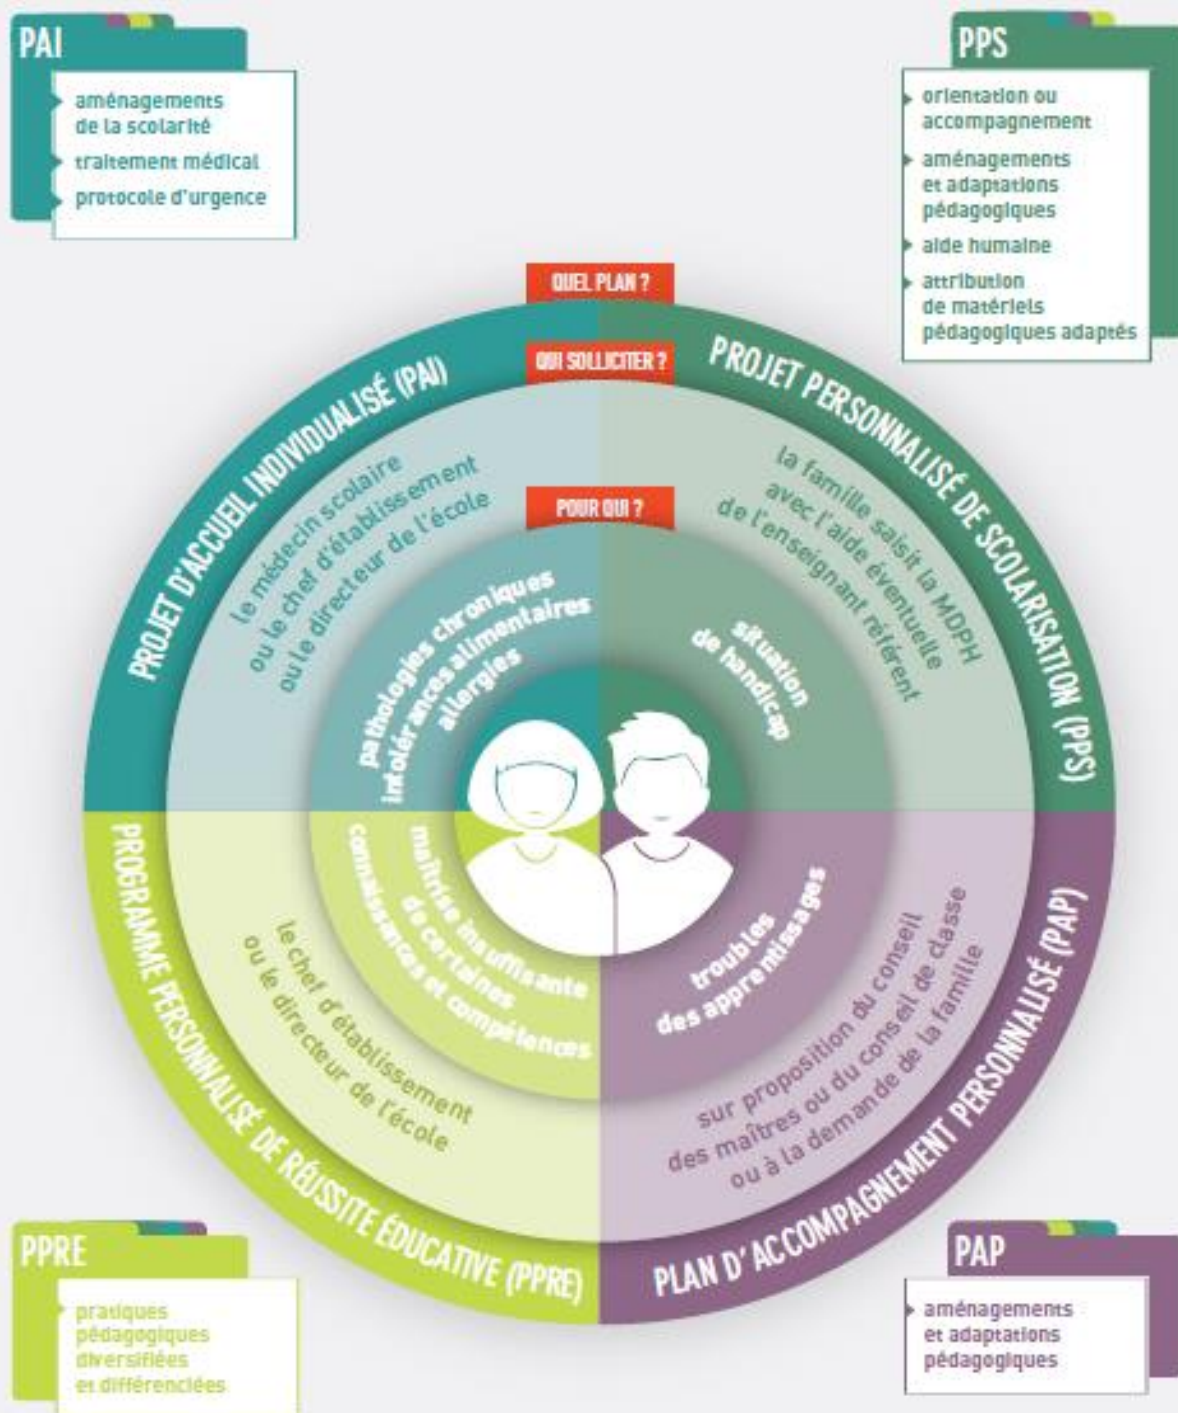 PAI
aménagements
de la scolarité
traitement médical
protocole d'urgence
PPS
orientation ou
accompagnement
aménagements
et adaptations
pédagogiques
aide humaine
attribution
de matériels
pédagogiques adaptés
QUEL PLAN ?
QUI SOLLICITER ?
POUR QUI ?
PROJET D'ACCUEIL INDIVIDUALISÉ (PAI)
le médecin scolaire
ou le chef d'établissement
ou le directeur de l'école
pathologies chroniques
intolérances alimentaires
allergies
PROJET PERSONNALISÉ DE SCOLARISATION (PPS)
la famille saisit la MDPH
avec l'aide éventuelle
de l'enseignant référent
situation
de handicap
PROGRAMME PERSONNALISÉ DE RÉUSSITE ÉDUCATIVE (PPRE)
le chef d'établissement
ou le directeur de l'école
maîtrise insuffisante
de certaines
connaissances et compétences
PLAN D'ACCOMPAGNEMENT PERSONNALISÉ (PAP)
sur proposition du conseil
des maîtres ou du conseil de classe
ou à la demande de la famille
troubles
des apprentissages
PPRE
pratiques
pédagogiques
diversifiées
et différenciées
PAP
aménagements
et adaptations
pédagogiques